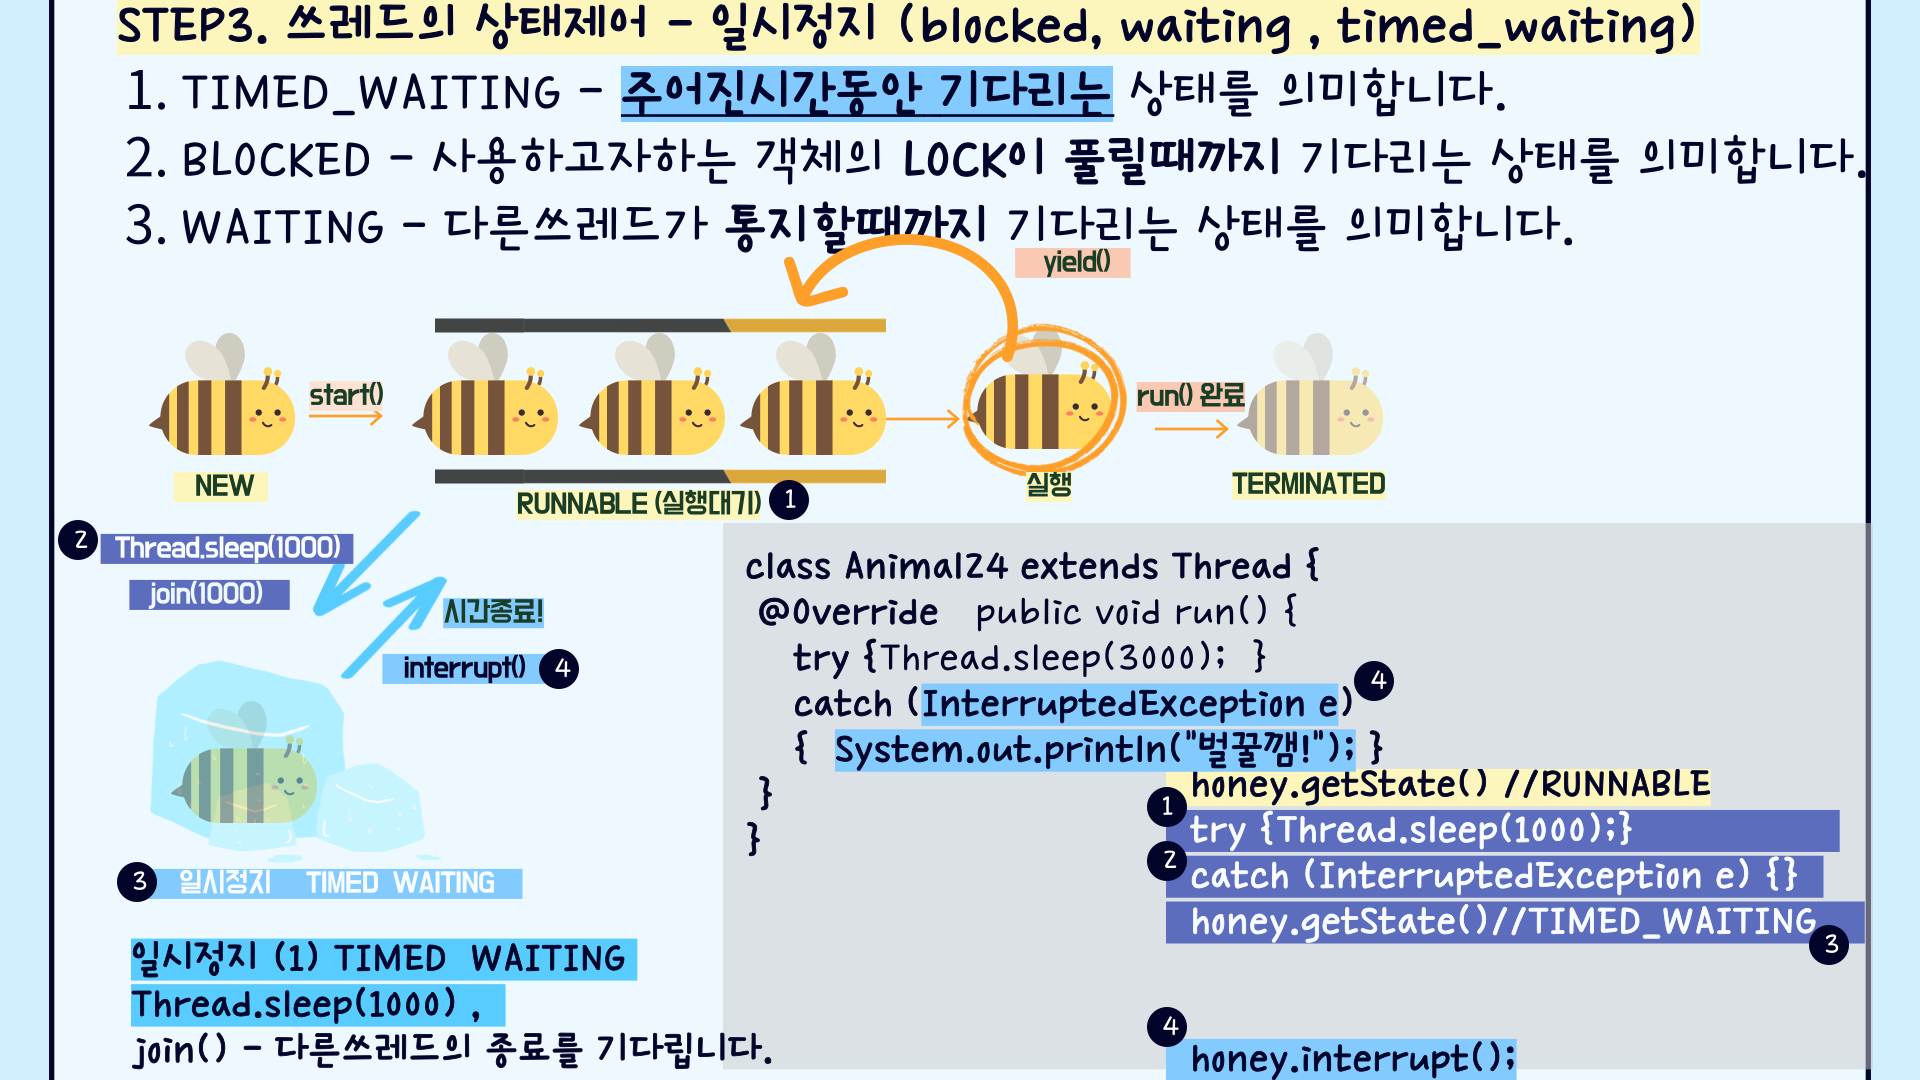 STEP3. 쓰레드의 상태제어 - 일시정지 (blocked, waiting , timed_waiting)
1. TIMED_WAITING - 주어진시간동안 기다리는 상태를 의미합니다.
2. BLOCKED - 사용하고자하는 객체의 LOCK이 풀릴때까지 기다리는 상태를 의미합니다.
3. WAITING - 다른쓰레드가 통지할때까지 기다리는 상태를 의미합니다.
yield()
start()
run() 완료
NEW
RUNNABLE (실행대기) 1
실행
TERMINATED
2 Thread.sleep(1000)
join(1000)
시간종료!
interrupt() 4
3 일시정지 TIMED WAITING
일시정지 (1) TIMED WAITING
Thread.sleep(1000) ,
join() - 다른쓰레드의 종료를 기다립니다.
class Animal24 extends Thread {
@Override public void run() {
try {Thread.sleep(3000); }
catch (InterruptedException e) 4
{ System.out.println("벌꿀깸!"); }
}
}
honey.getState() //RUNNABLE
1
try {Thread.sleep(1000);}
2
catch (InterruptedException e) {}
honey.getState()//TIMED_WAITING
3
4
honey.interrupt();